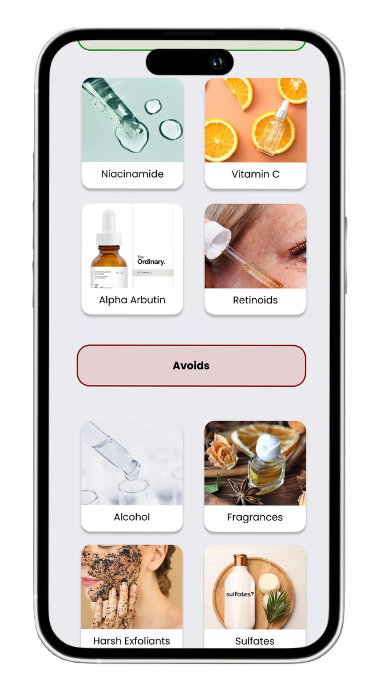 Niacinamide
Vitamin C
The
Ordinary.
Alpha Arbutin
Retinoids
Avoids
Alcohol
Fragrances
sulfates?
Harsh Exfoliants
Sulfates